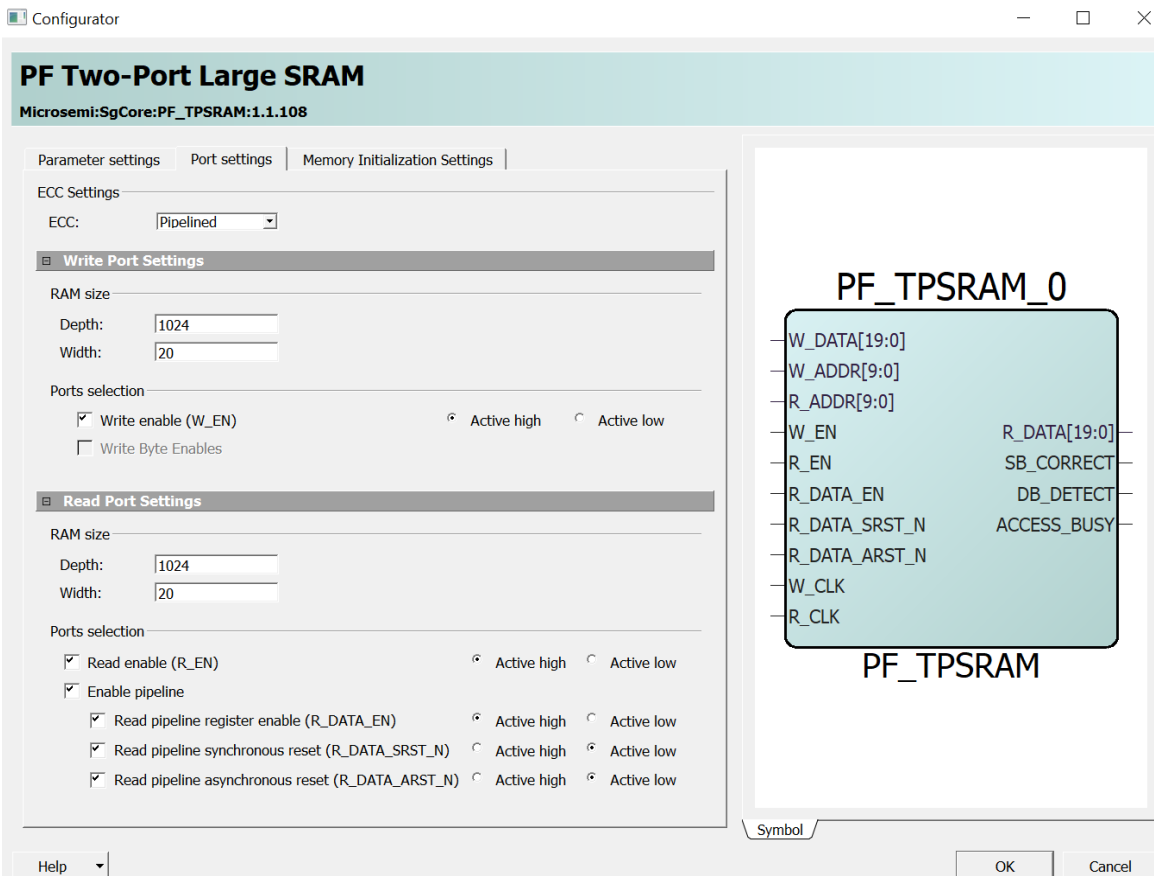 Configurator
PF Two-Port Large SRAM
Microsemi:SgCore:PF_TPSRAM:1.1.108
Parameter settings Port settings Memory Initialization Settings
ECC Settings
ECC: Pipelined
Write Port Settings
RAM size
Depth: 1024
Width: 20
Ports selection
Write enable (W_EN) Active high Active low
Write Byte Enables
Read Port Settings
RAM size
Depth: 1024
Width: 20
Ports selection
Read enable (R_EN) Active high Active low
Enable pipeline
Read pipeline register enable (R_DATA_EN) Active high Active low
Read pipeline synchronous reset (R_DATA_SRST_N) Active high Active low
Read pipeline asynchronous reset (R_DATA_ARST_N) Active high Active low
PF_TPSRAM_0
W_DATA[19:0]
W_ADDR[9:0]
R_ADDR[9:0]
W_EN R_DATA[19:0]
R_EN SB_CORRECT
R_DATA_EN DB_DETECT
R_DATA_SRST_N ACCESS_BUSY
R_DATA_ARST_N
W_CLK
R_CLK
PF_TPSRAM
Symbol
Help OK Cancel